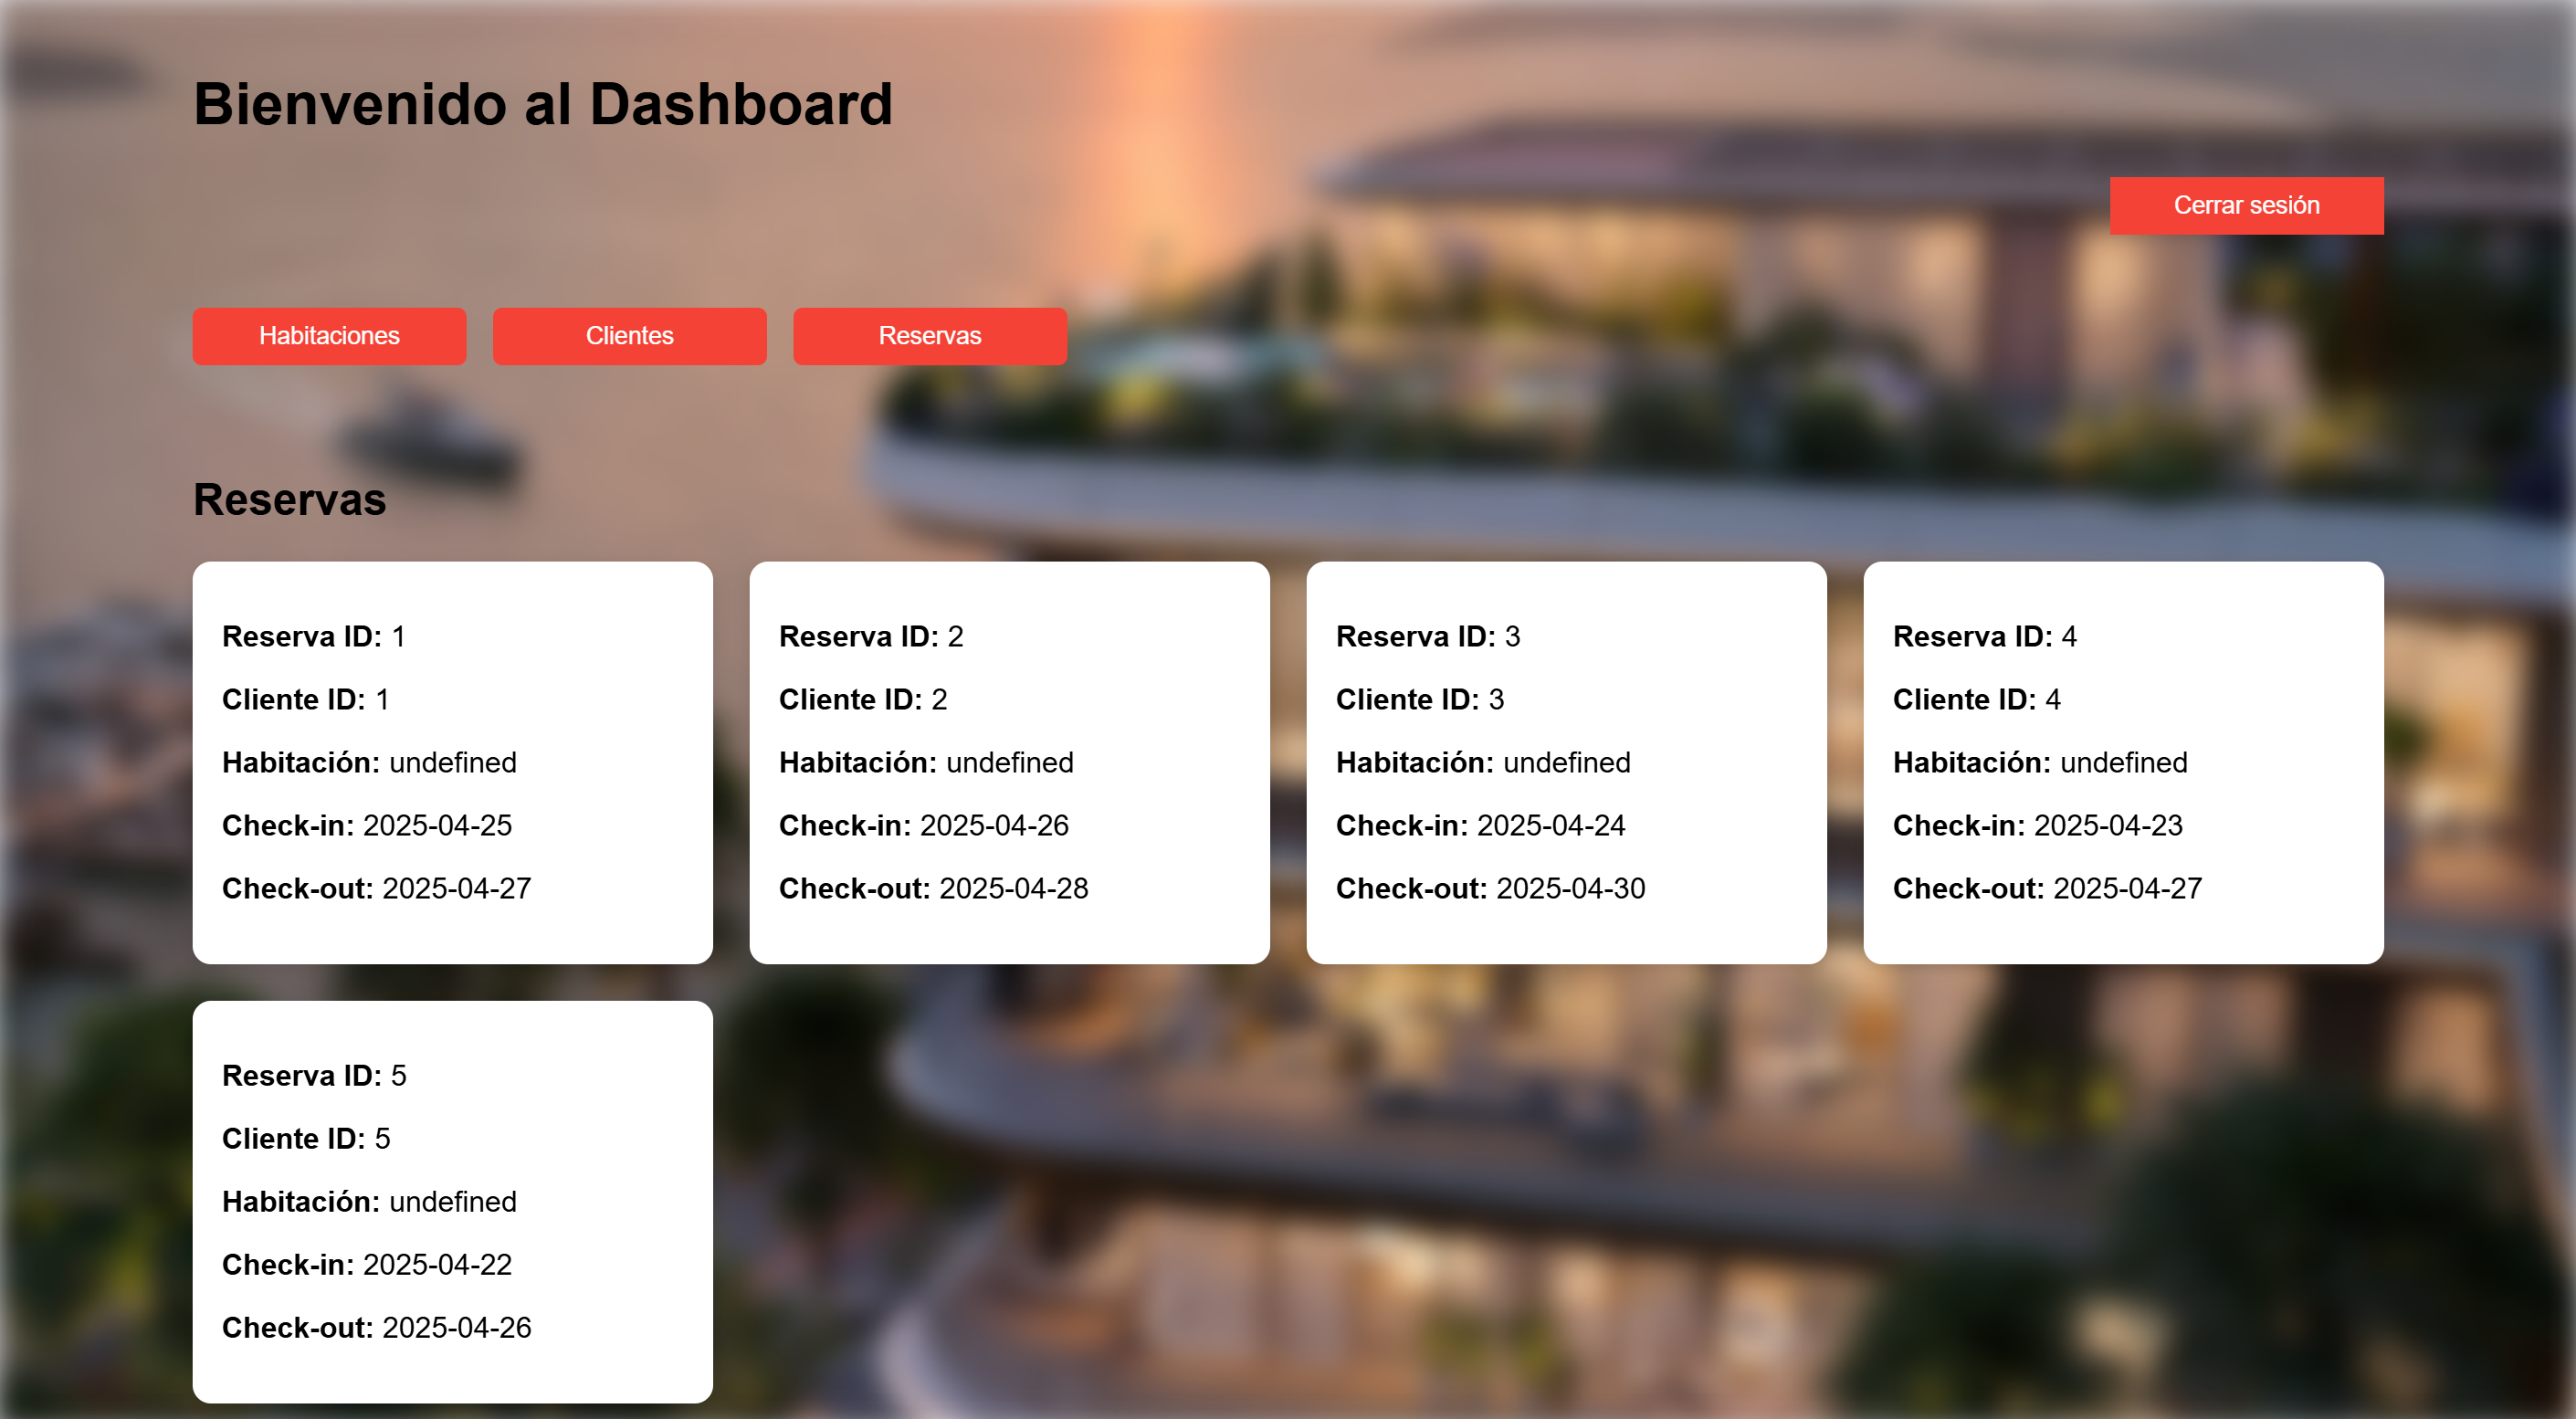 Bienvenido al Dashboard
Cerrar sesión
Habitaciones
Clientes
Reservas
Reservas
Reserva ID: 1
Cliente ID: 1
Habitación: undefined
Check-in: 2025-04-25
Check-out: 2025-04-27
Reserva ID: 2
Cliente ID: 2
Habitación: undefined
Check-in: 2025-04-26
Check-out: 2025-04-28
Reserva ID: 3
Cliente ID: 3
Habitación: undefined
Check-in: 2025-04-24
Check-out: 2025-04-30
Reserva ID: 4
Cliente ID: 4
Habitación: undefined
Check-in: 2025-04-23
Check-out: 2025-04-27
Reserva ID: 5
Cliente ID: 5
Habitación: undefined
Check-in: 2025-04-22
Check-out: 2025-04-26